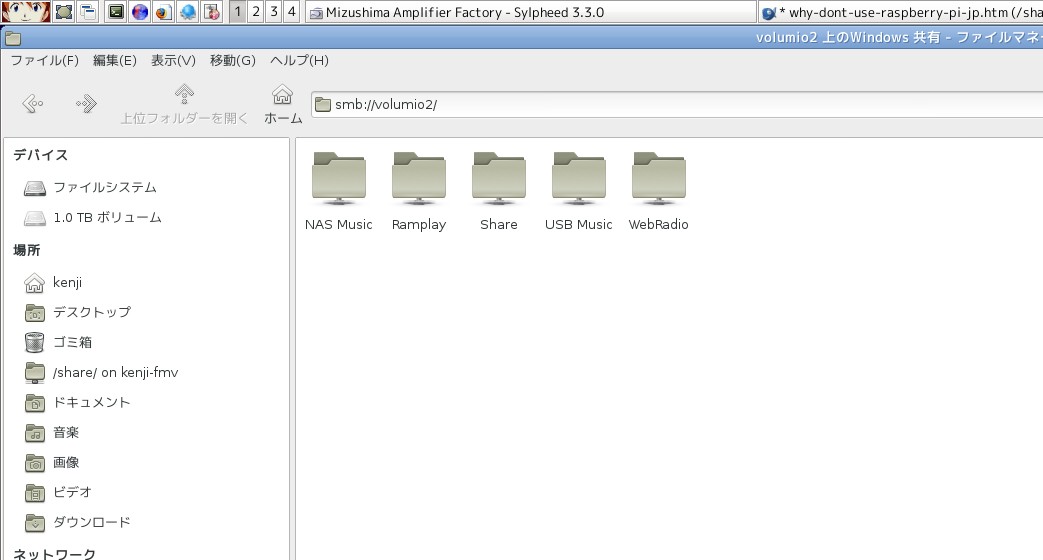 1 2 3 4 Mizushima Amplifier Factory - Sylpheed 3.3.0 * why-dont-use-raspberry-pi-jp.htm (/sha
volumio2 上のWindows 共有 - ファイルマネ
ファイル(F) 編集(E) 表示(V) 移動(G) ヘルプ(H)
上位フォルダーを開く ホーム smb://volumio2/
デバイス
ファイルシステム
1.0 TB ボリューム
場所
kenji
デスクトップ
ゴミ箱
/share/ on kenji-fmv
ドキュメント
音楽
画像
ビデオ
ダウンロード
ネットワーク
NAS Music Ramplay Share USB Music WebRadio